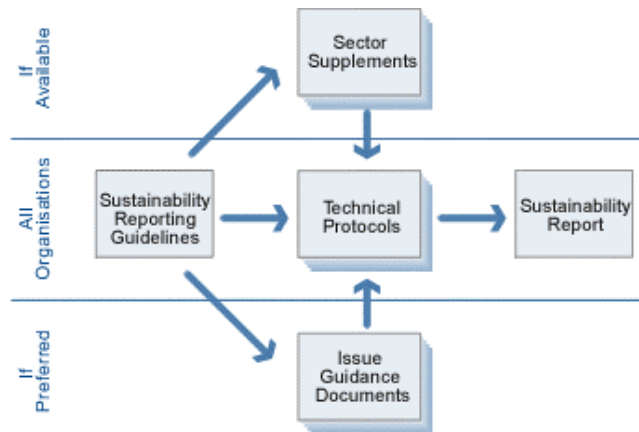 If
Available
Sector
Supplements
All
Organisations
Sustainability
Reporting
Guidelines
Technical
Protocols
Sustainability
Report
If
Preferred
Issue
Guidance
Documents